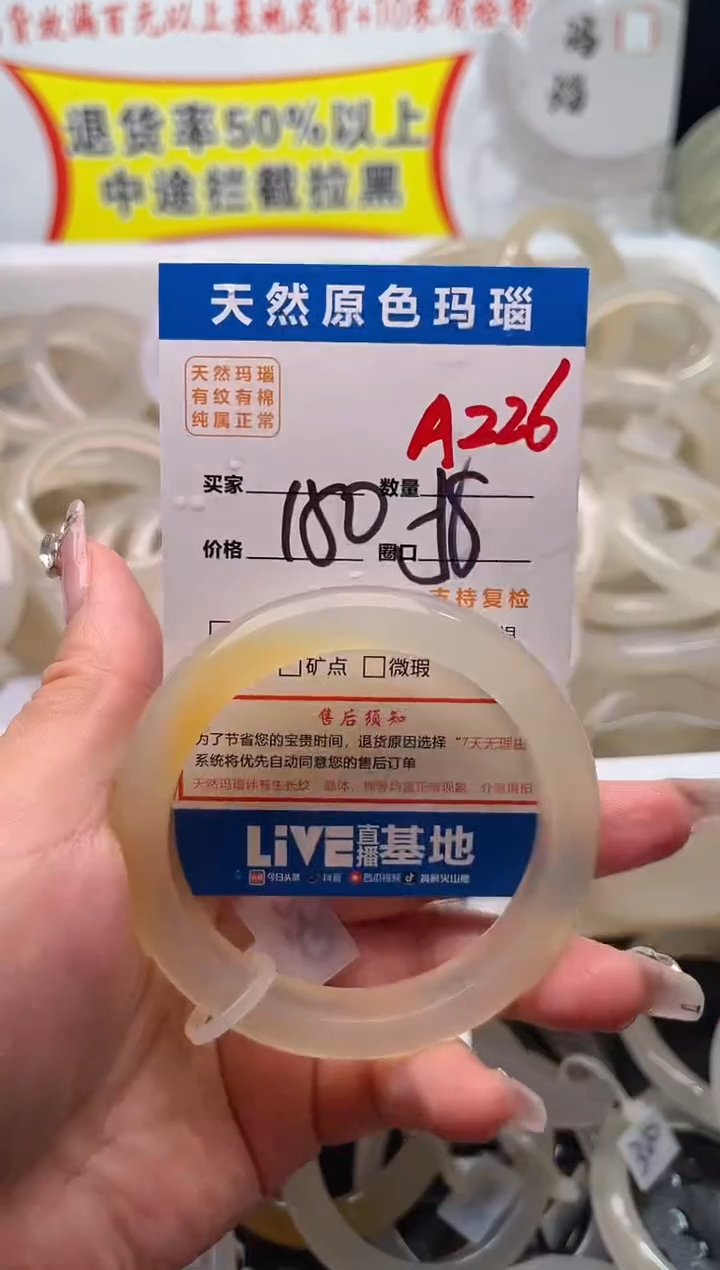 退货率50%以上
中途拦截拉黑
天然原色玛瑙
天然玛瑙
有纹有棉
纯属正常
A226
买家 数量
180 58
价格 圈口
支持复检
矿点 微瑕
售后须知
为了节省您的宝贵时间，退货原因选择“7天无理由
系统将优先自动同意您的售后订单
LiVE直播基地
今日头条 抖音 西瓜视频 抖音火山版